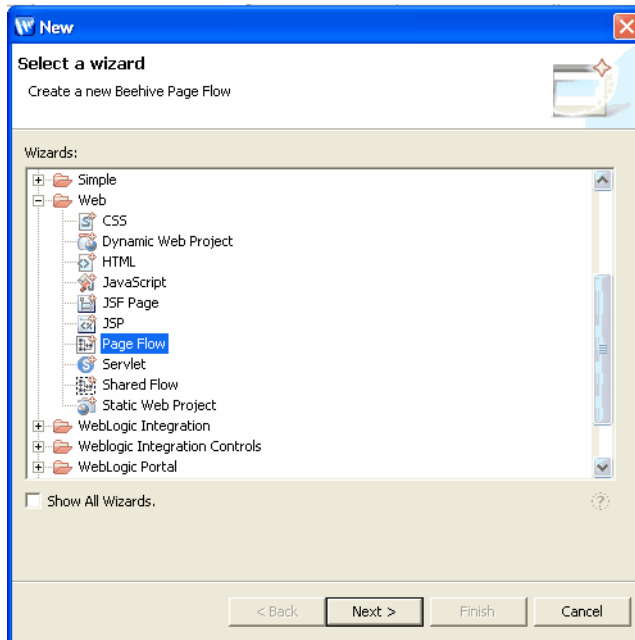 New
Select a wizard
Create a new Beehive Page Flow
Wizards:
Simple
Web
CSS
Dynamic Web Project
HTML
JavaScript
JSF Page
JSP
Page Flow
Servlet
Shared Flow
Static Web Project
WebLogic Integration
Weblogic Integration Controls
WebLogic Portal
Show All Wizards.
< Back Next > Finish Cancel